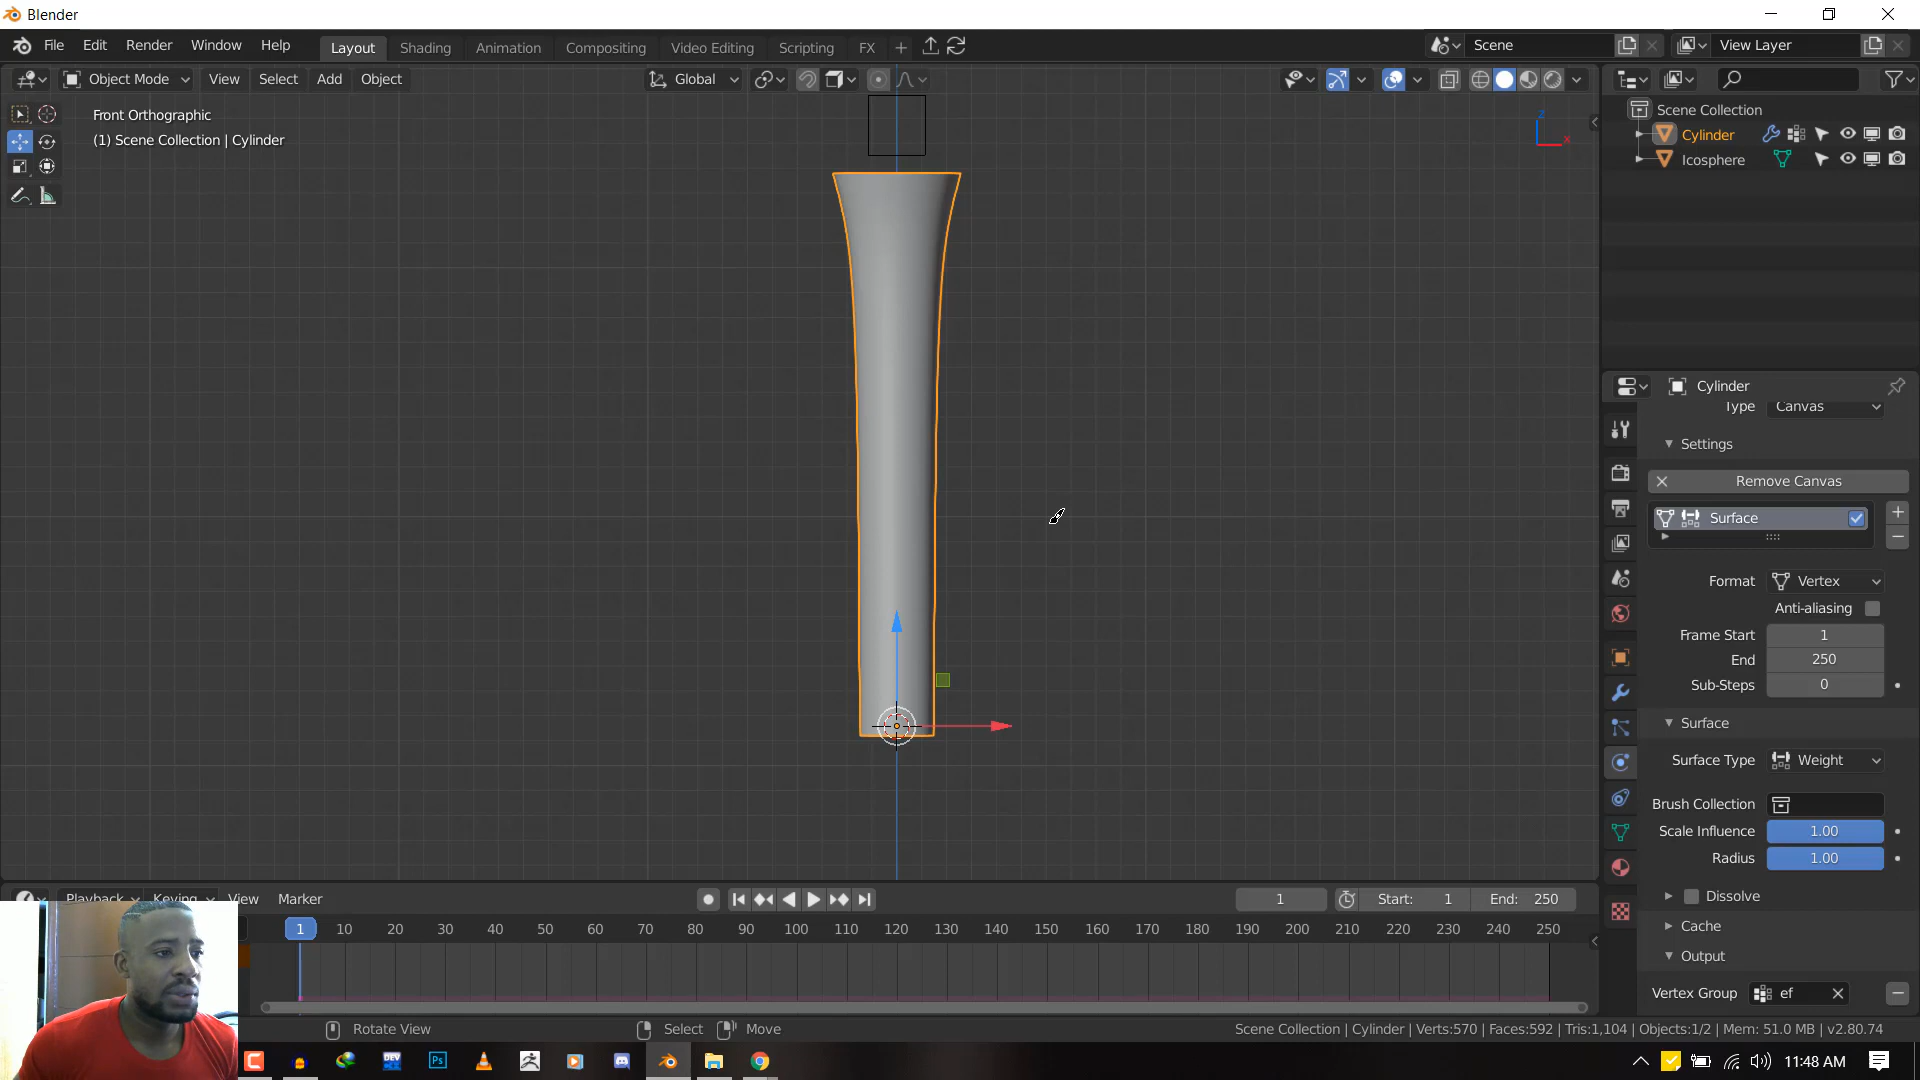 Blender
File Edit Render Window Help
Layout Shading Animation Compositing Video Editing Scripting FX +
Scene
View Layer
Object Mode View Select Add Object
Global
Front Orthographic
(1) Scene Collection | Cylinder
Z
X
Scene Collection
Cylinder
Icosphere
Cylinder
Type Canvas
Settings
Remove Canvas
Surface
Format Vertex
Anti-aliasing
Frame Start 1
End 250
Sub-Steps 0
Surface
Surface Type Weight
Brush Collection
Scale Influence 1.00
Radius 1.00
Dissolve
Cache
Output
Vertex Group ef
Playback Keying View Marker
1 Start: 1 End: 250
1 10 20 30 40 50 60 70 80 90 100 110 120 130 140 150 160 170 180 190 200 210 220 230 240 250
Rotate View Select Move
Scene Collection | Cylinder | Verts:570 | Faces:592 | Tris:1,104 | Objects:1/2 | Mem: 51.0 MB | v2.80.74
DEV
Ps
11:48 AM